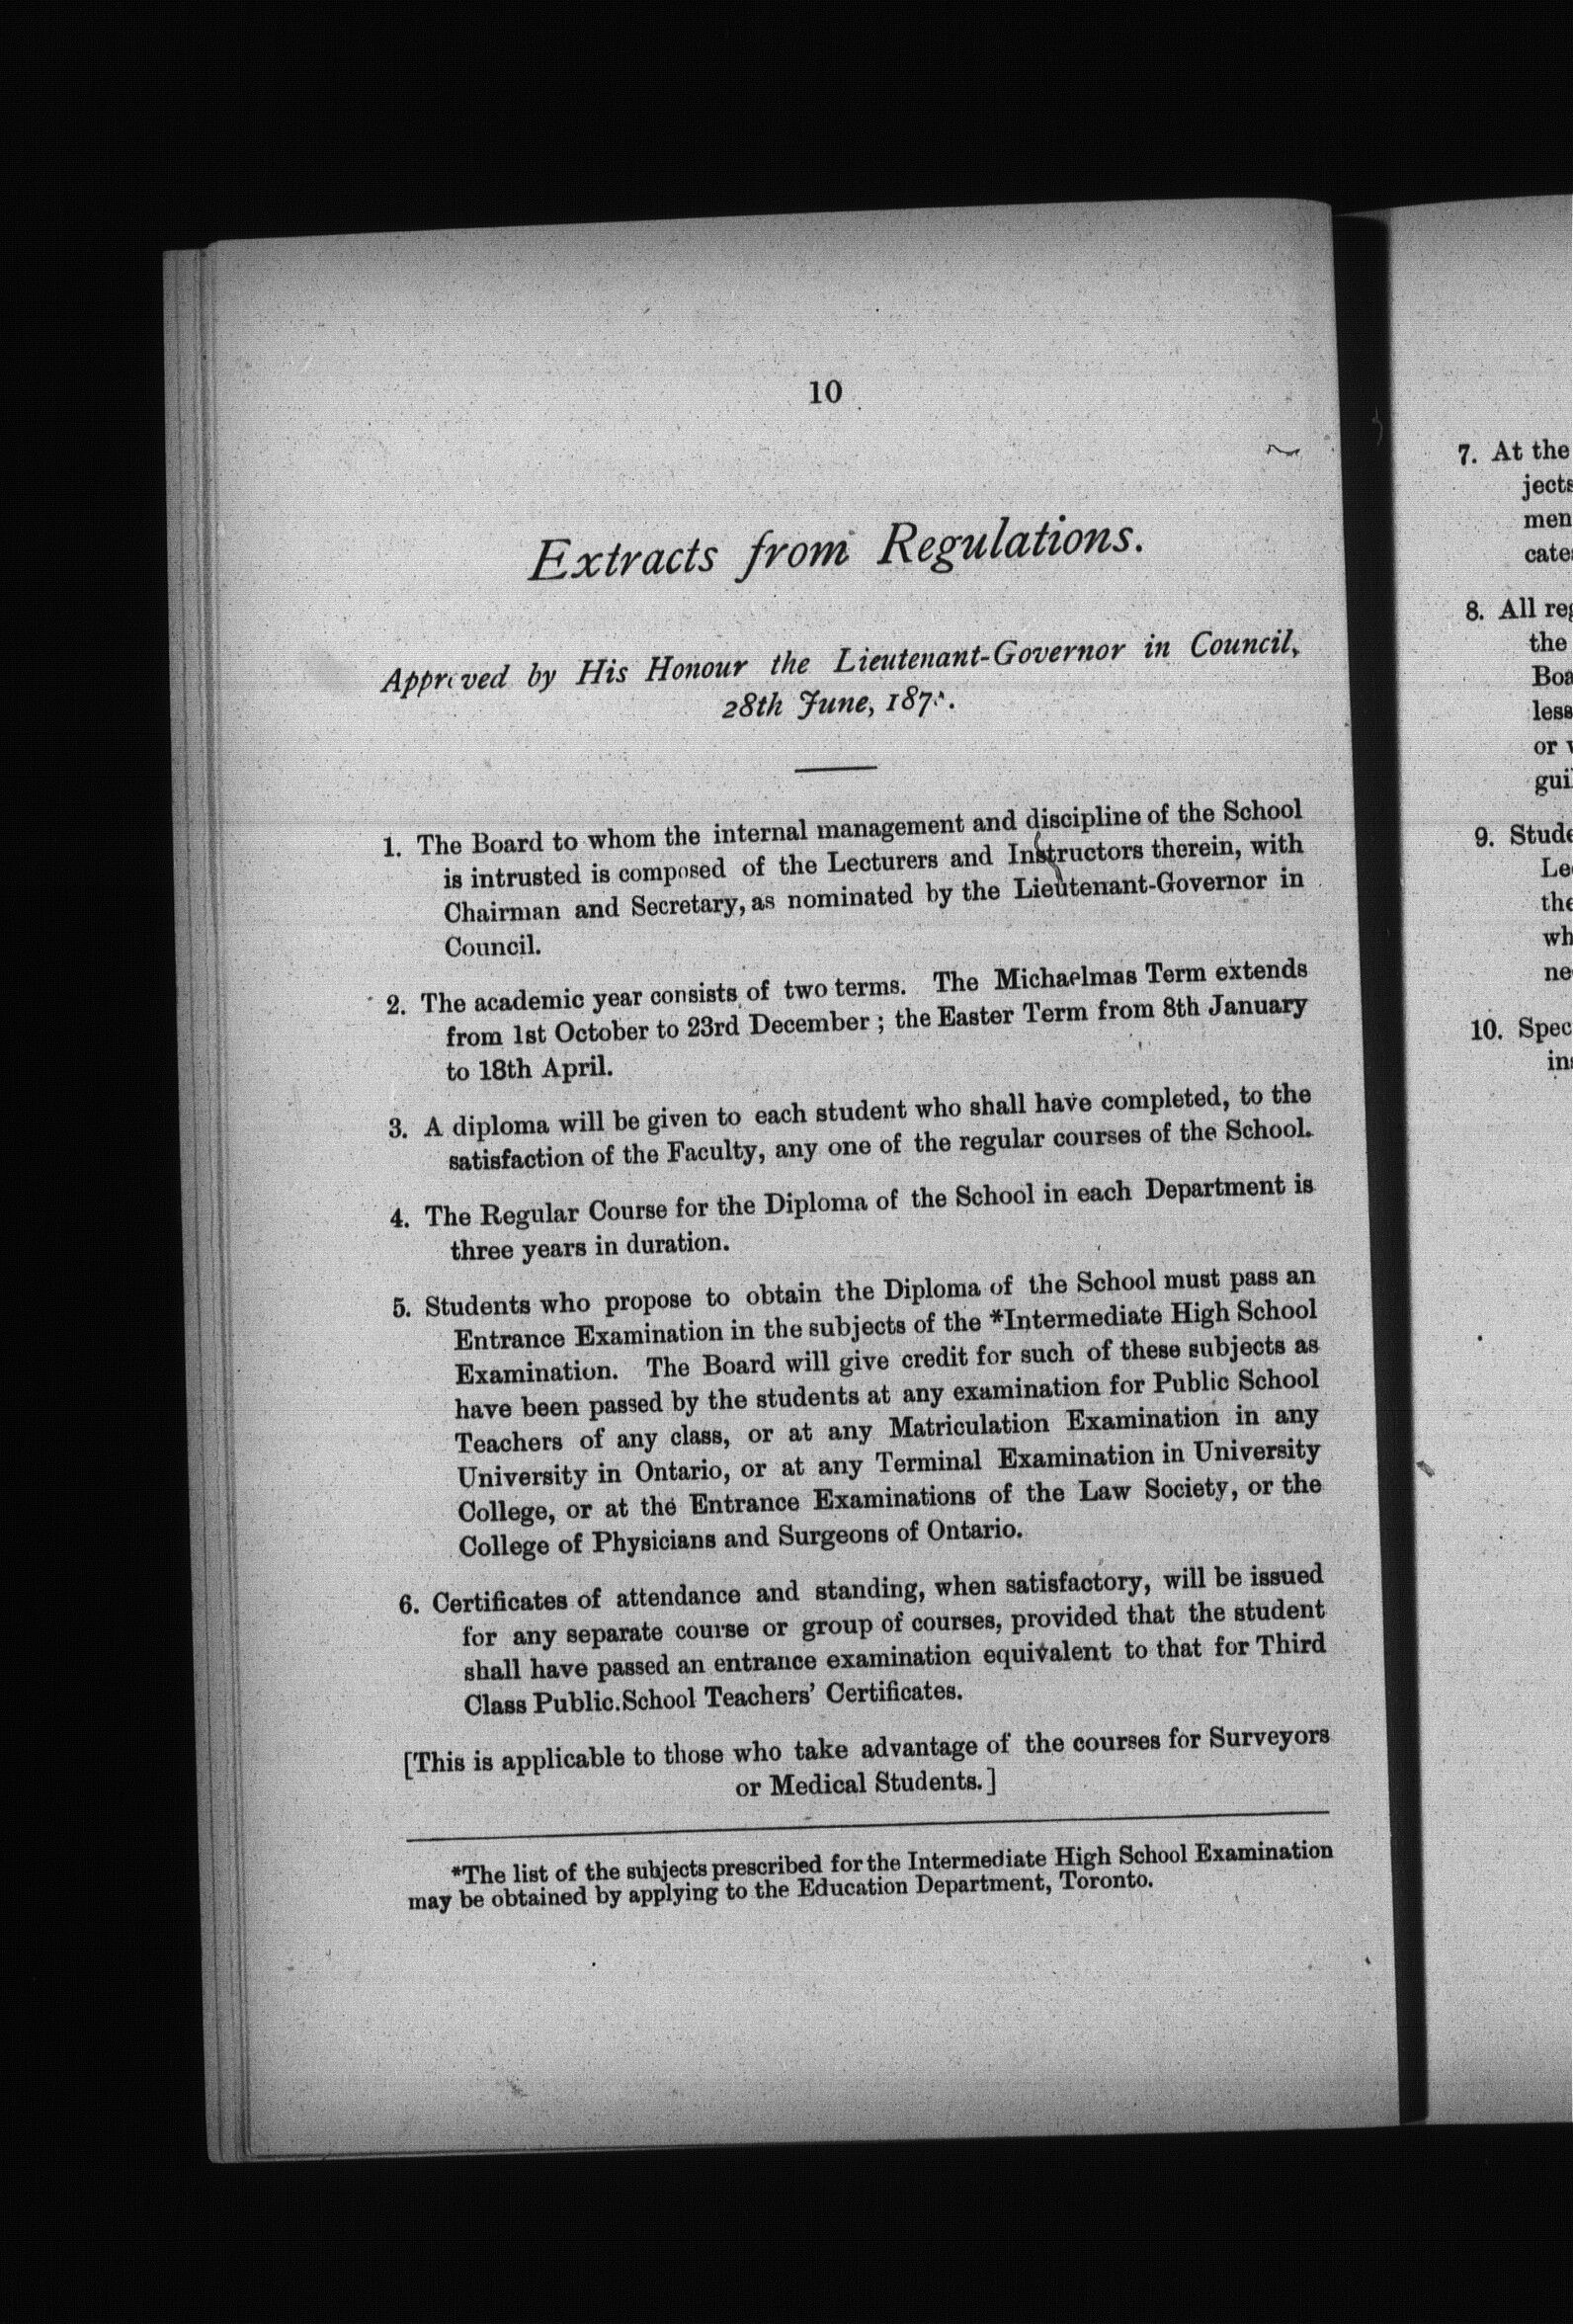 10
Extracts from Regulations.
Approved by His Honour the Lieutenant-Governor in Council,
28th June,
1. The Board to whom the internal management and discipline of the School
is intrusted is composed of the Lecturers and Instructors therein, with
Chairman and Secretary, as nominated by the Lieutenant-Governor in
Council.
2. The academic year consists of two terms. The Michaelmas Term extends
from 1st October to 23rd December ; the Easter Term from 8th January
to 18th April.
3. A diploma will be given to each student who shall have completed, to the
satisfaction of the Faculty, any one of the regular courses of the School.
4. The Regular Course for the Diploma of the School in each Department is
three years in duration.
5. Students who propose to obtain the Diploma of the School must pass an
Entrance Examination in the subjects of the *Intermediate High School
Examination. The Board will give credit for such of these subjects as
have been passed by the students at any examination for Public School
Teachers of any class, or at any Matriculation Examination in any
University in Ontario, or at any Terminal Examination in University
College, or at the Entrance Examinations of the Law Society, or the
College of Physicians and Surgeons of Ontario.
6. Certificates of attendance and standing, when satisfactory, will be issued
for any separate course or group of courses, provided that the student
shall have passed an entrance examination equivalent to that for Third
Class Public School Teachers' Certificates.
[This is applicable to those who take advantage of the courses for Surveyors
or Medical Students.]
*The list of the subjects prescribed for the Intermediate High School Examination
may be obtained by applying to the Education Department, Toronto.
7. At the
8. All
the
or
9.
10.